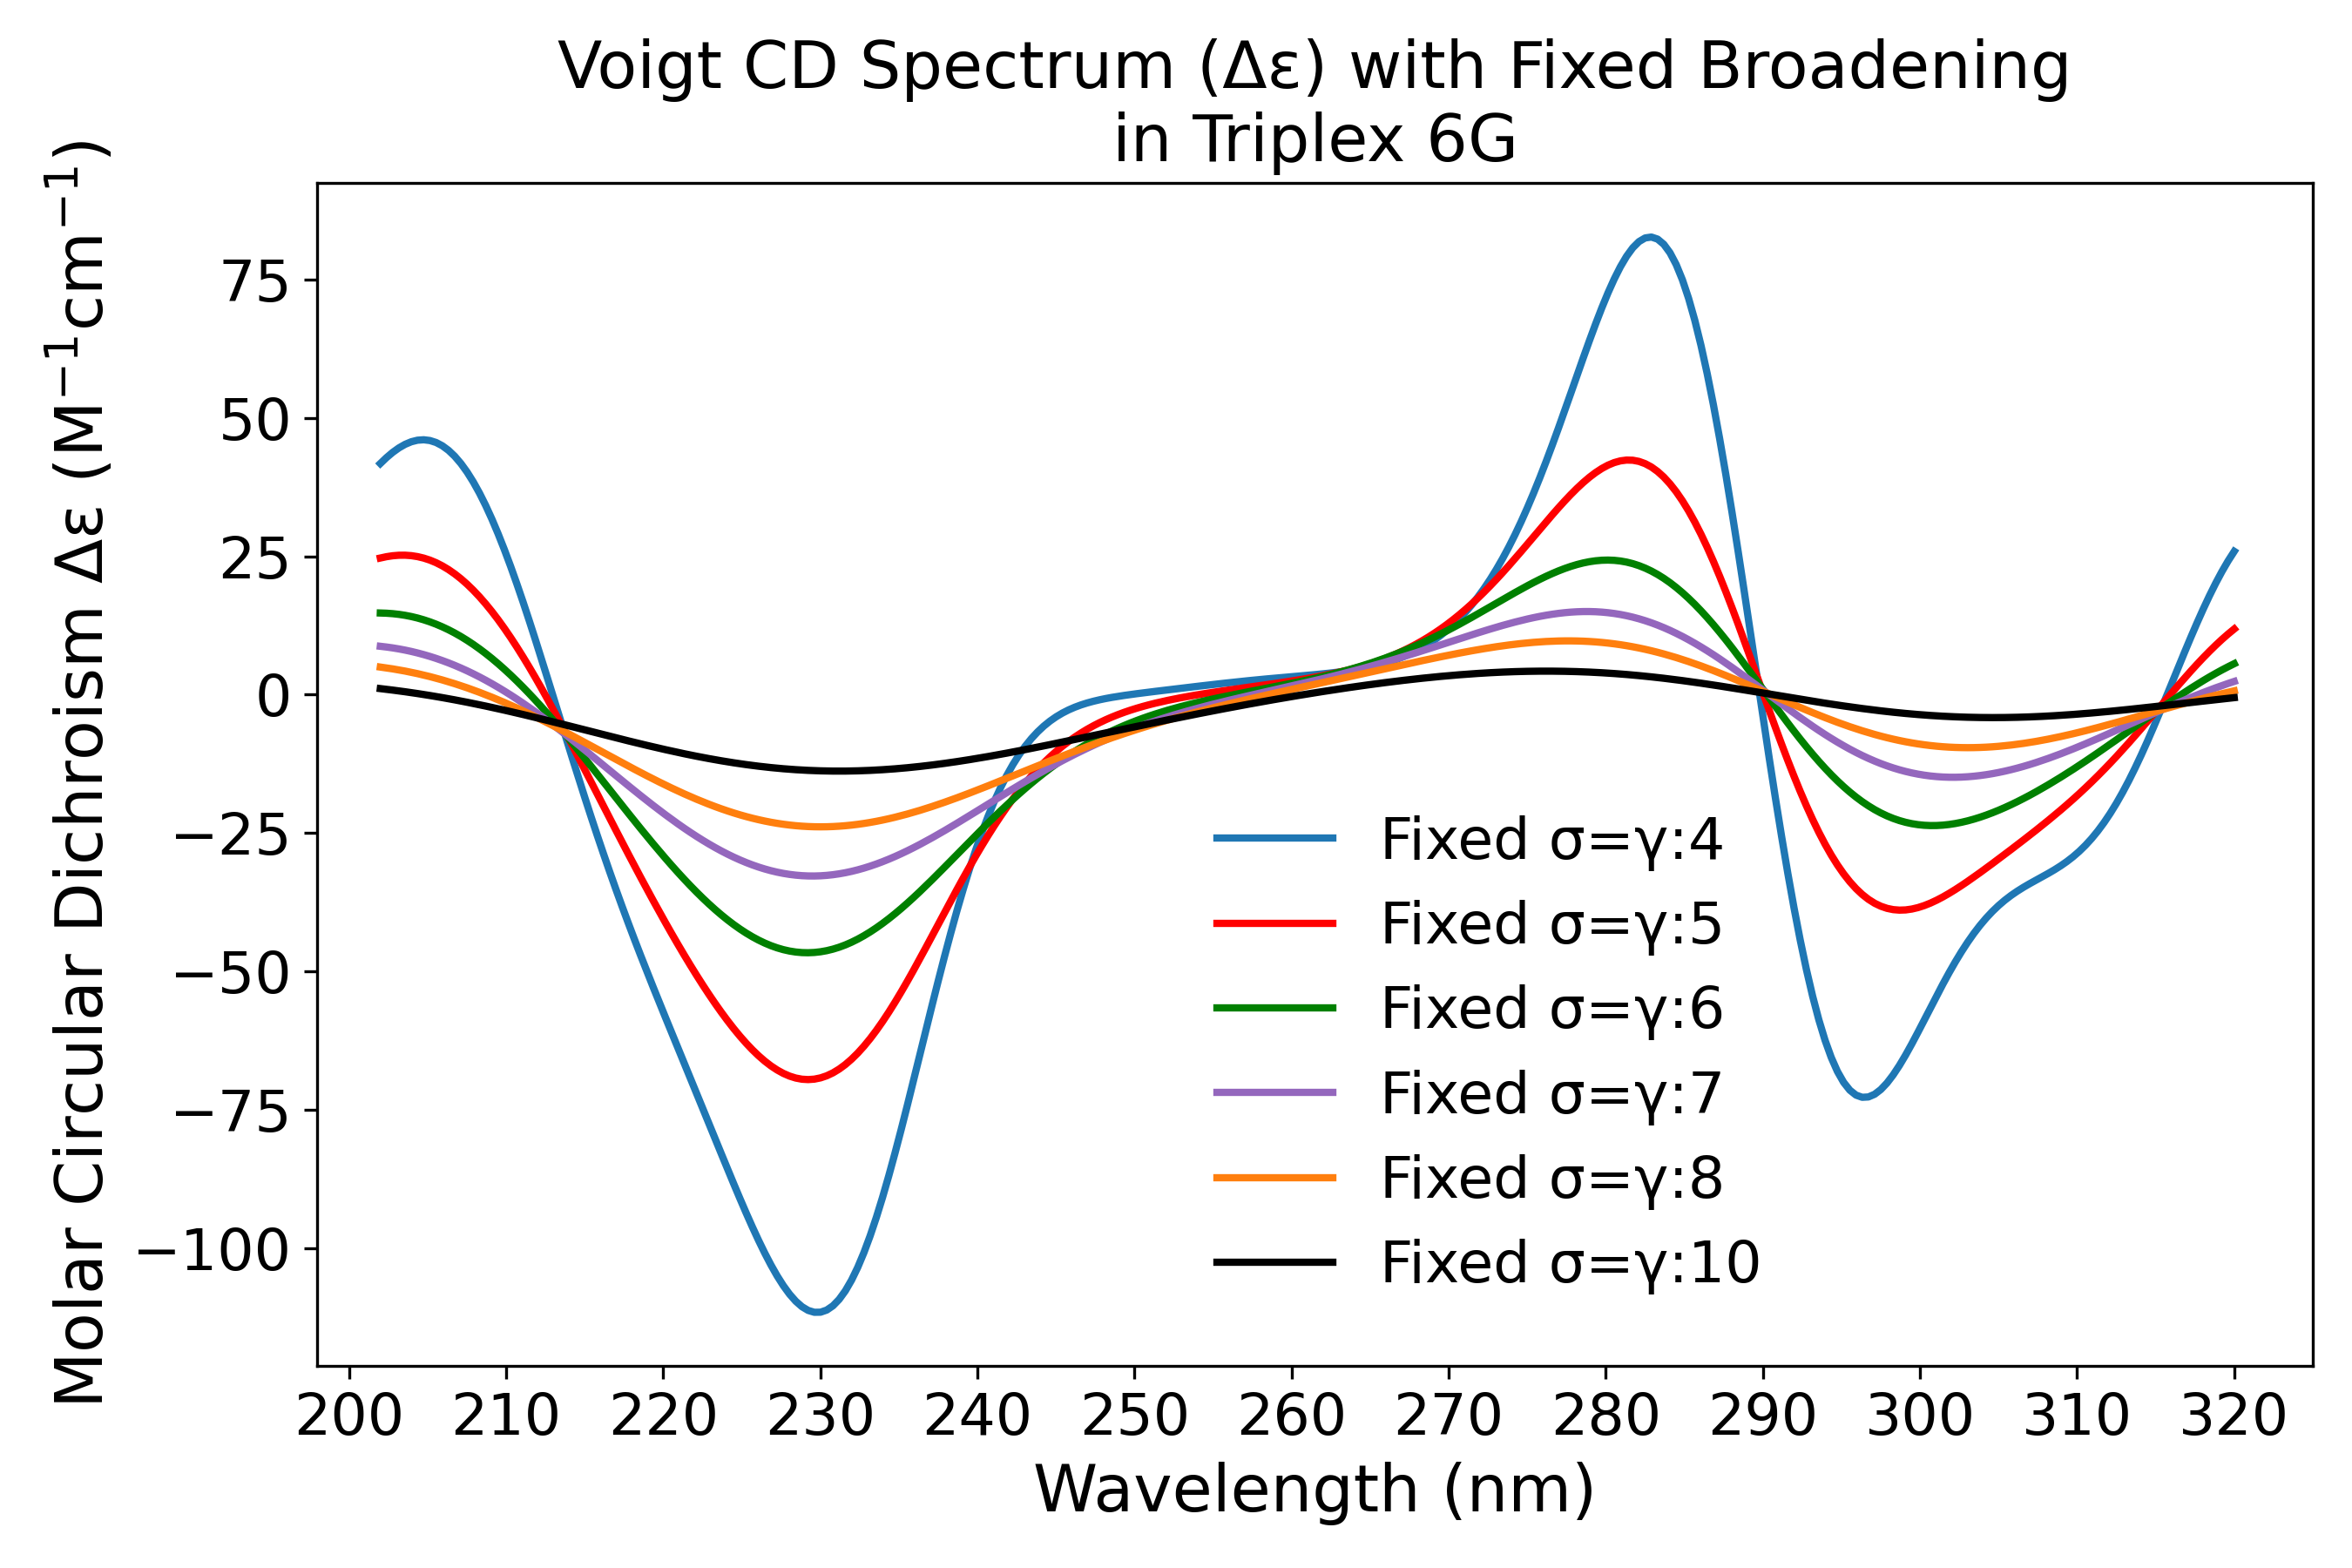 Voigt CD Spectrum (Δε) with Fixed Broadening
in Triplex 6G
Molar Circular Dichroism Δε (M⁻¹cm⁻¹)
75
50
25
0
−25
−50
−75
−100
Fixed σ=γ:4
Fixed σ=γ:5
Fixed σ=γ:6
Fixed σ=γ:7
Fixed σ=γ:8
Fixed σ=γ:10
200 210 220 230 240 250 260 270 280 290 300 310 320
Wavelength (nm)